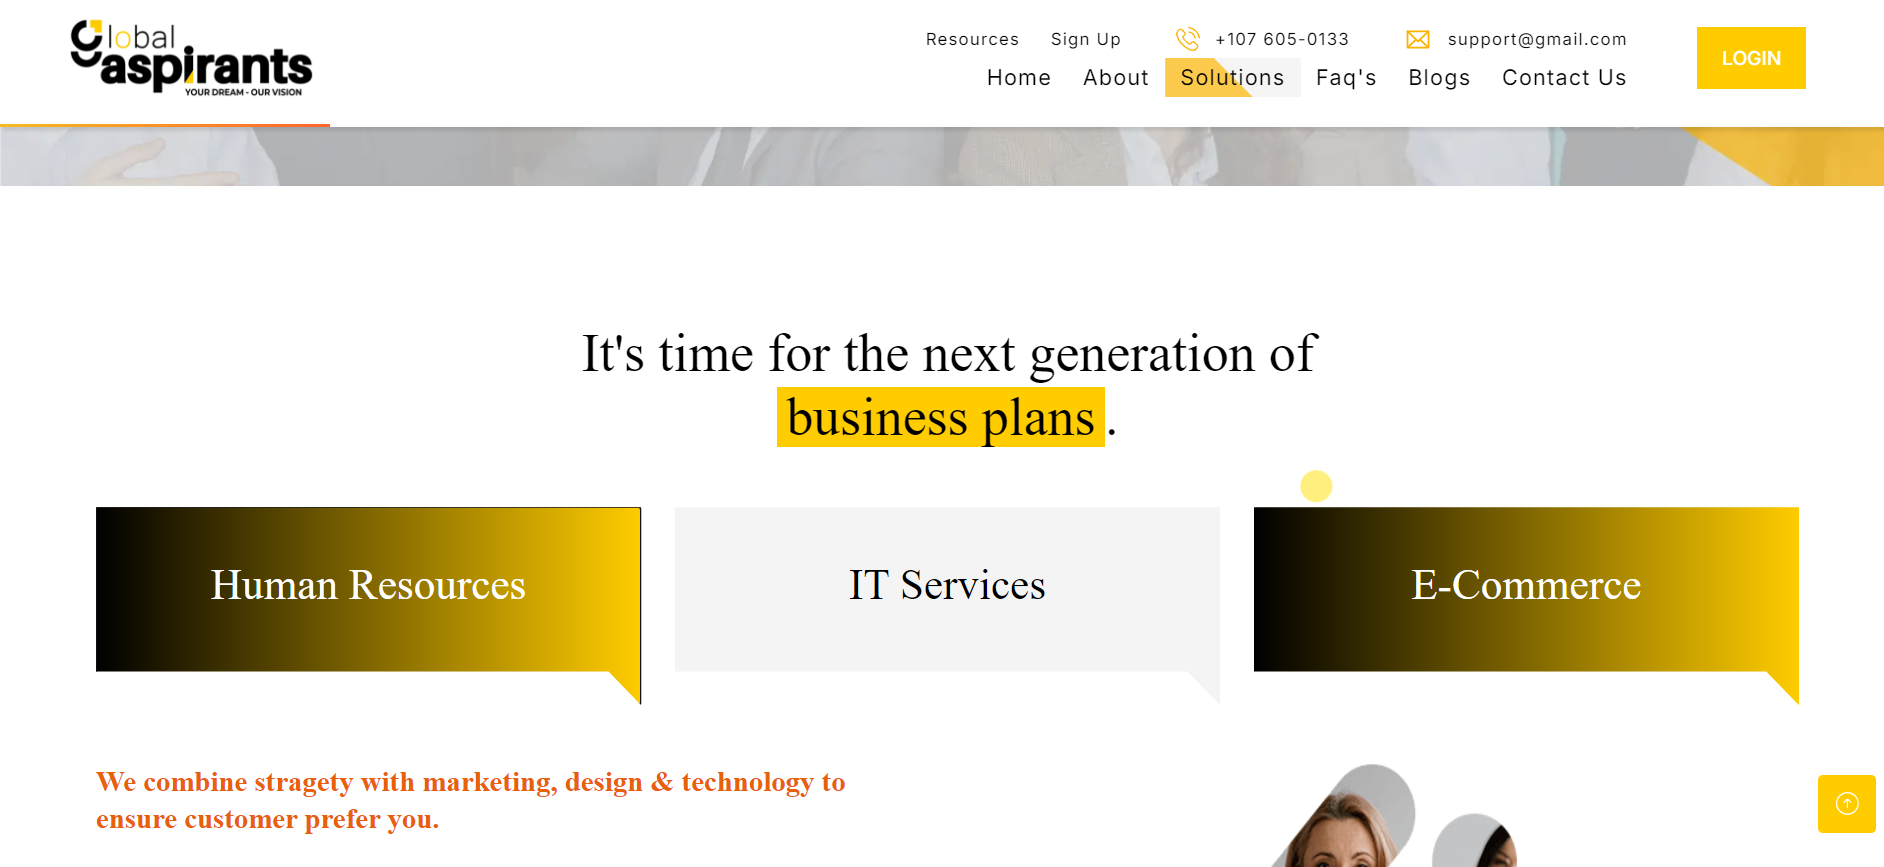 Global
aspirants
YOUR DREAM - OUR VISION
Resources Sign Up +107 605-0133 support@gmail.com
Home About Solutions Faq's Blogs Contact Us
LOGIN
It's time for the next generation of
business plans.
Human Resources IT Services E-Commerce
We combine stragety with marketing, design & technology to
ensure customer prefer you.